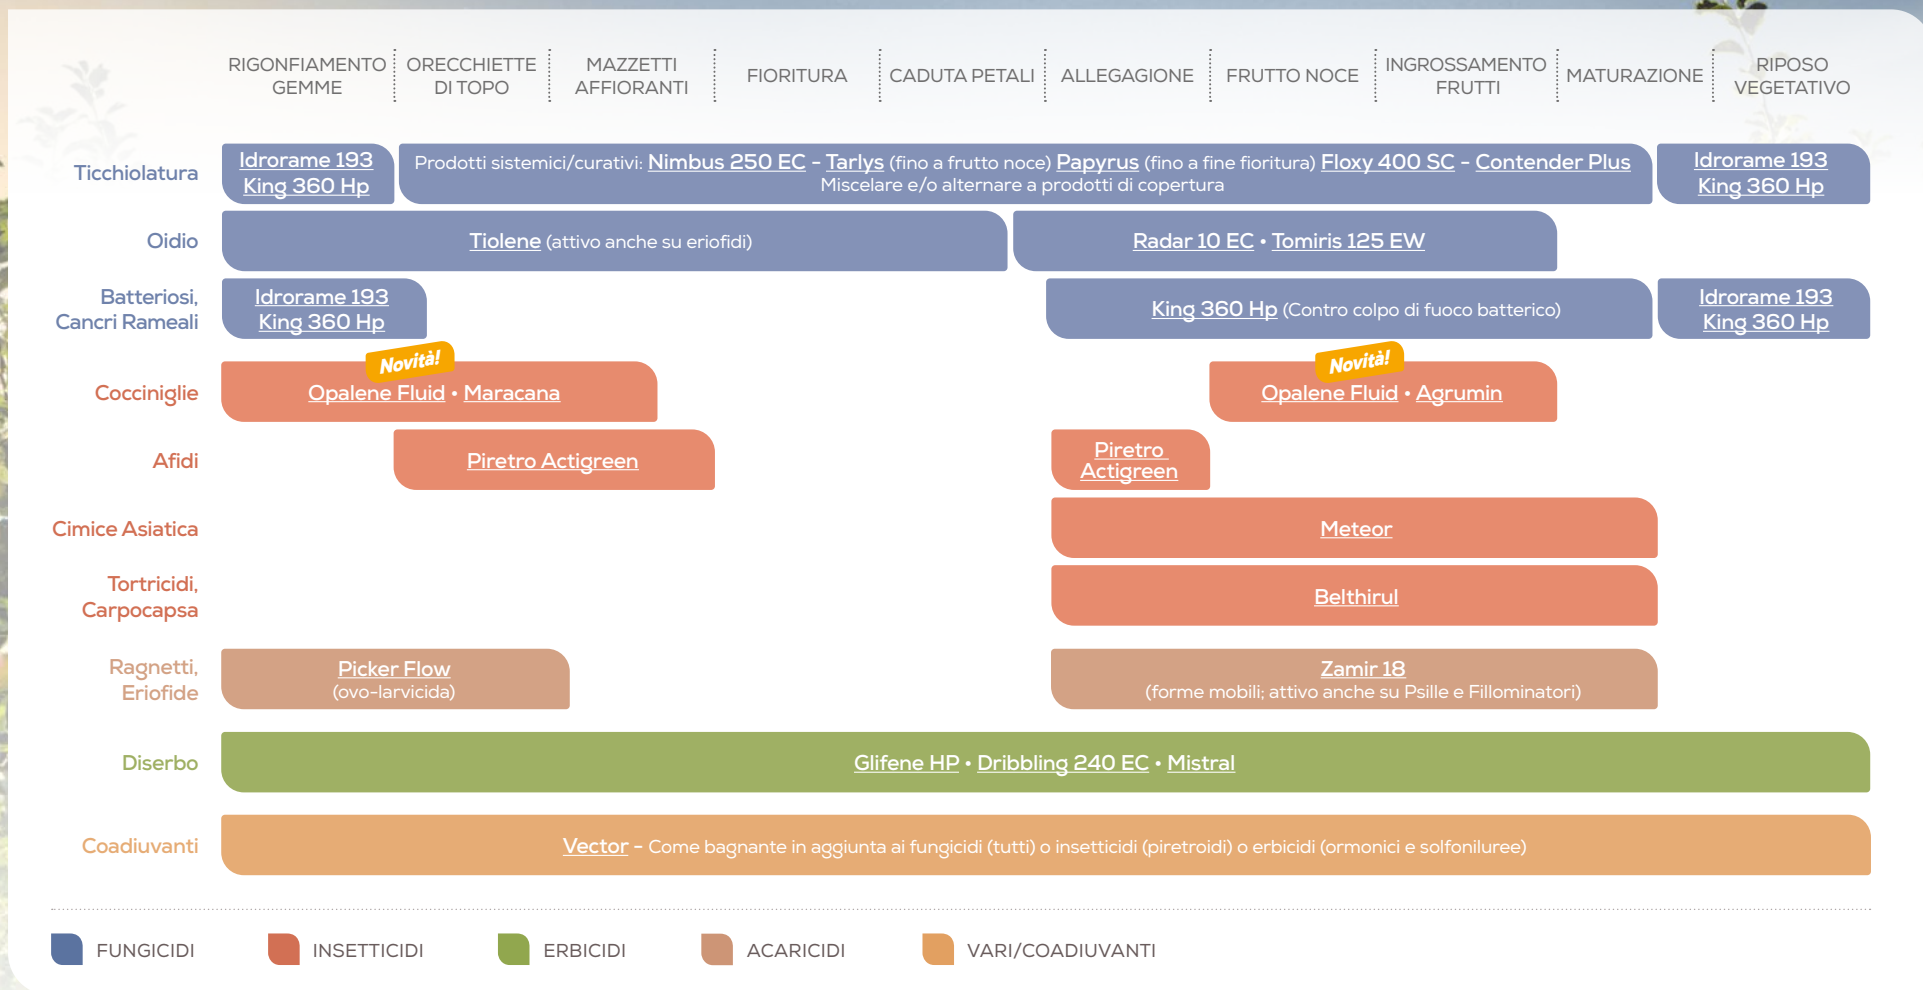 RIGONFIAMENTO
GEMME
ORECCHIETTE
DI TOPO
MAZZETTI
AFFIORANTI
FIORITURA
CADUTA PETALI
ALLEGAGIONE
FRUTTO NOCE
INGROSSAMENTO
FRUTTI
MATURAZIONE
RIPOSO
VEGETATIVO
Ticchiolatura
Idrorame 193
King 360 Hp
Prodotti sistemici/curativi: Nimbus 250 EC - Tarlys (fino a frutto noce) Papyrus (fino a fine fioritura) Floxy 400 SC - Contender Plus
Miscelare e/o alternare a prodotti di copertura
Idrorame 193
King 360 Hp
Oidio
Tiolene (attivo anche su eriofidi)
Radar 10 EC • Tomiris 125 EW
Batteriosi,
Cancri Rameali
Idrorame 193
King 360 Hp
King 360 Hp (Contro colpo di fuoco batterico)
Idrorame 193
King 360 Hp
Cocciniglie
Novità!
Opalene Fluid • Maracana
Novità!
Opalene Fluid • Agrumin
Afidi
Piretro Actigreen
Piretro
Actigreen
Cimice Asiatica
Meteor
Tortricidi,
Carpocapsa
Belthirul
Ragnetti,
Eriofide
Picker Flow
(ovo-larvicida)
Zamir 18
(forme mobili; attivo anche su Psille e Fillominatori)
Diserbo
Glifene HP • Dribbling 240 EC • Mistral
Coadiuvanti
Vector - Come bagnante in aggiunta ai fungicidi (tutti) o insetticidi (piretroidi) o erbicidi (ormonici e solfoniluree)
FUNGICIDI
INSETTICIDI
ERBICIDI
ACARICIDI
VARI/COADIUVANTI